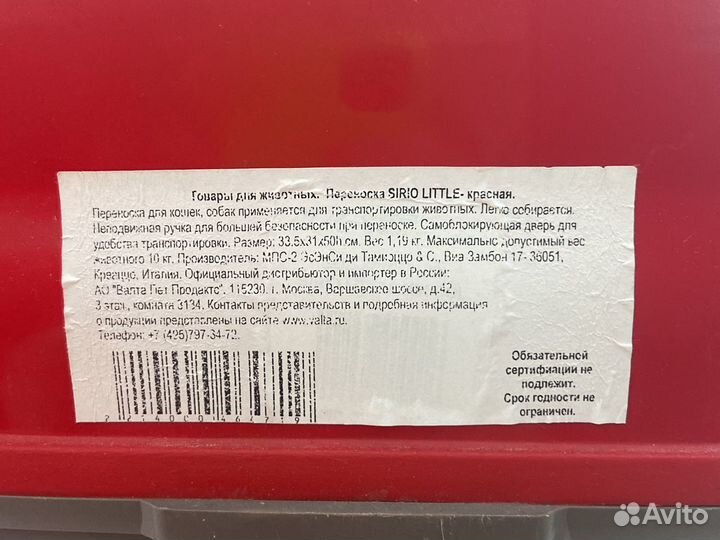 Товары для животных. Переноска SIRIO LITTLE- красная.
Переноска для кошек, собак применяется для транспортировки животных. Легко собирается.
Неподвижная ручка для большей безопасности при переноске. Самоблокирующая дверь для
удобства транспортировки. Размер: 33,5х31х50h см. Вес 1,19 кг. Максимально допустимый вес
животного 10 кг. Производитель: МПС-2 ЭсЭнСи ди Тамиэццо & С., Виа Замбон 17- 36051,
Креаццо, Италия. Официальный дистрибьютор и импортер в России:
АО "Валта Пет Продактс". 115230, г. Москва, Варшавское шоссе, д.42,
3 этаж, комната 3134. Контакты представительств и подробная информация
о продукции представлены на сайте www.valta.ru.
Телефон: +7 (495)797-34-72.
Обязательной
сертификации не
подлежит.
Срок годности не
ограничен.
Avito